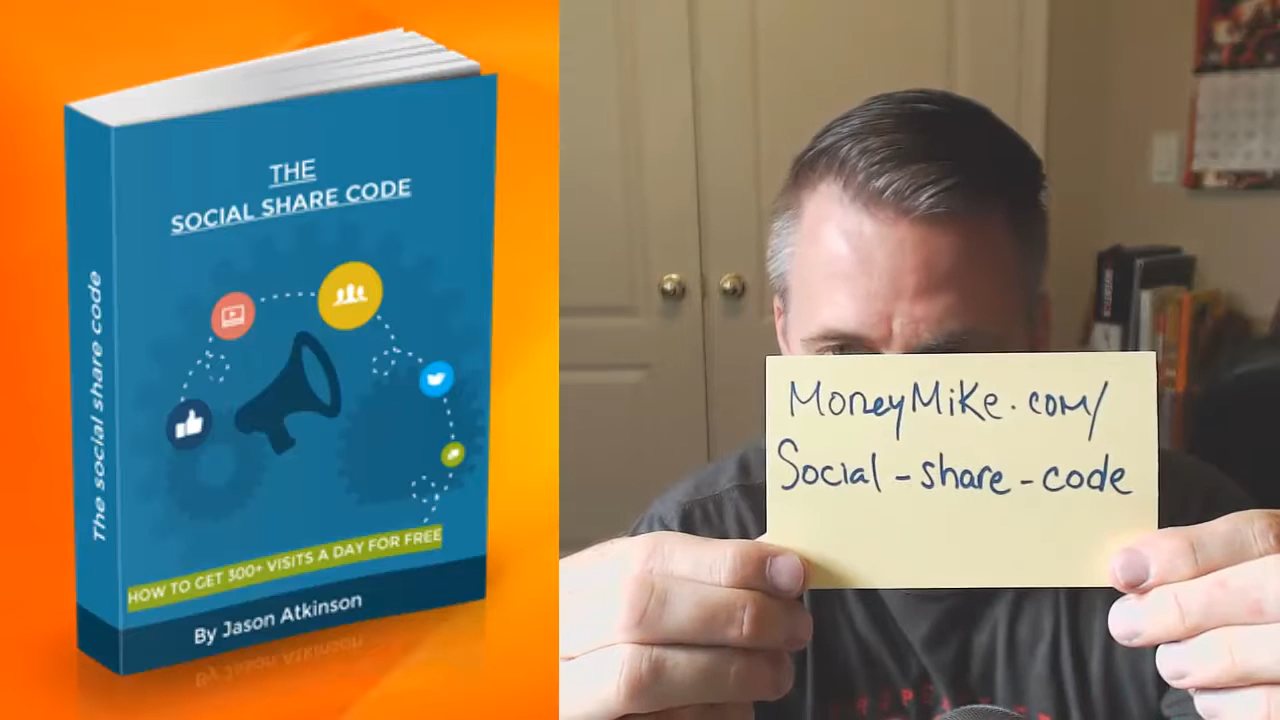 THE
SOCIAL SHARE CODE
The social share code
HOW TO GET 300+ VISITS A DAY FOR FREE
By Jason Atkinson
MoneyMike.com/
Social-share-code